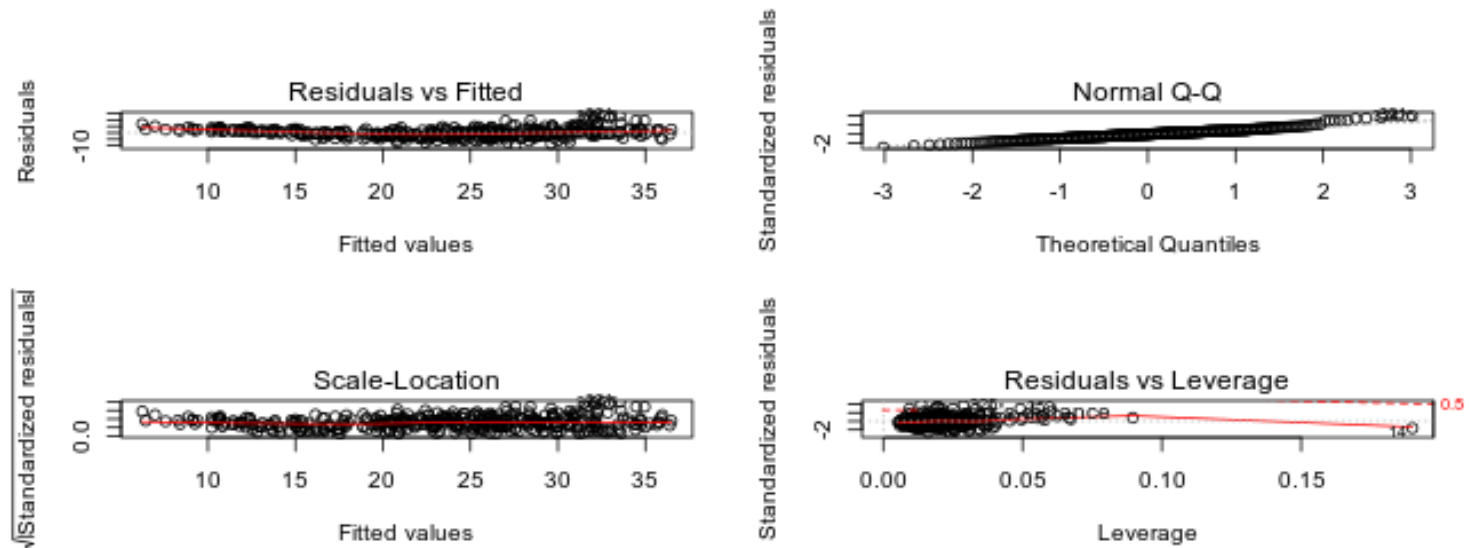 Residuals vs Fitted
Residuals
-10
10 15 20 25 30 35
Fitted values
Normal Q-Q
Standardized residuals
-2
-3 -2 -1 0 1 2 3
Theoretical Quantiles
Scale-Location
√|Standardized residuals|
0.0
10 15 20 25 30 35
Fitted values
Residuals vs Leverage
Standardized residuals
-2
0.5
14
0.00 0.05 0.10 0.15
Leverage